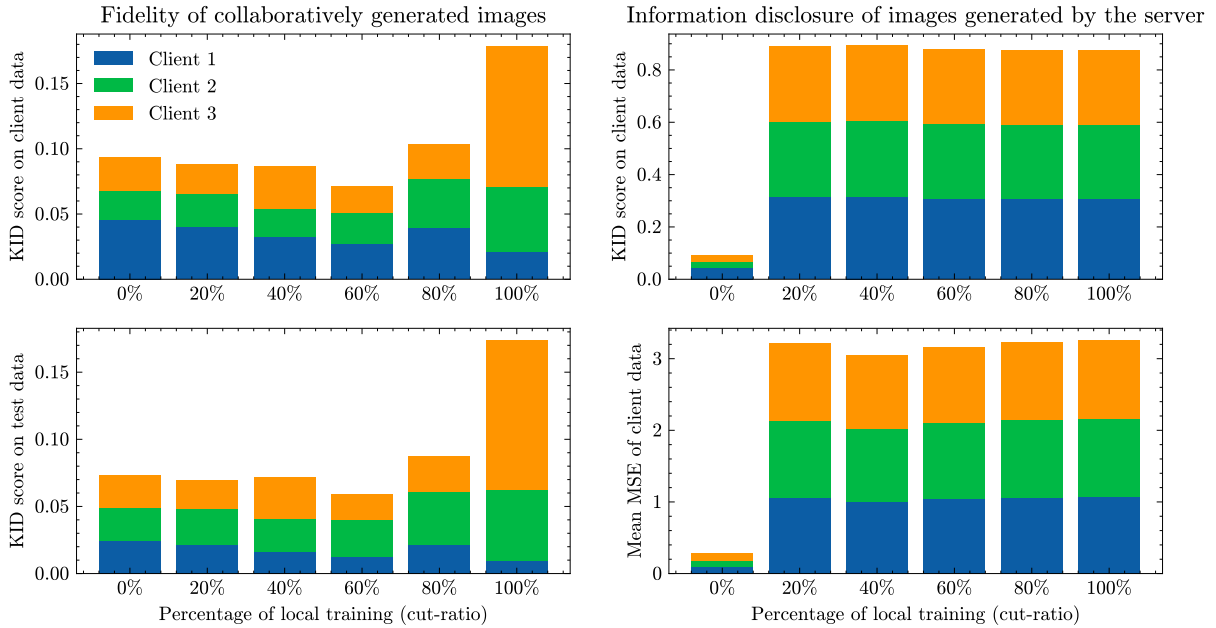 Fidelity of collaboratively generated images
KID score on client data
0.15
0.10
0.05
0.00
Client 1
Client 2
Client 3
0% 20% 40% 60% 80% 100%
Information disclosure of images generated by the server
KID score on client data
0.8
0.6
0.4
0.2
0.0
0% 20% 40% 60% 80% 100%
KID score on test data
0.15
0.10
0.05
0.00
0% 20% 40% 60% 80% 100%
Percentage of local training (cut-ratio)
Mean MSE of client data
3
2
1
0
0% 20% 40% 60% 80% 100%
Percentage of local training (cut-ratio)